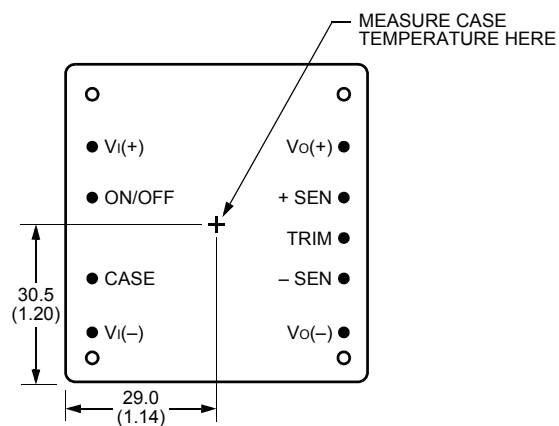 MEASURE CASE
TEMPERATURE HERE
VI(+)
VO(+)
ON/OFF
+ SEN
TRIM
CASE
– SEN
30.5
(1.20)
VI(–)
VO(–)
29.0
(1.14)